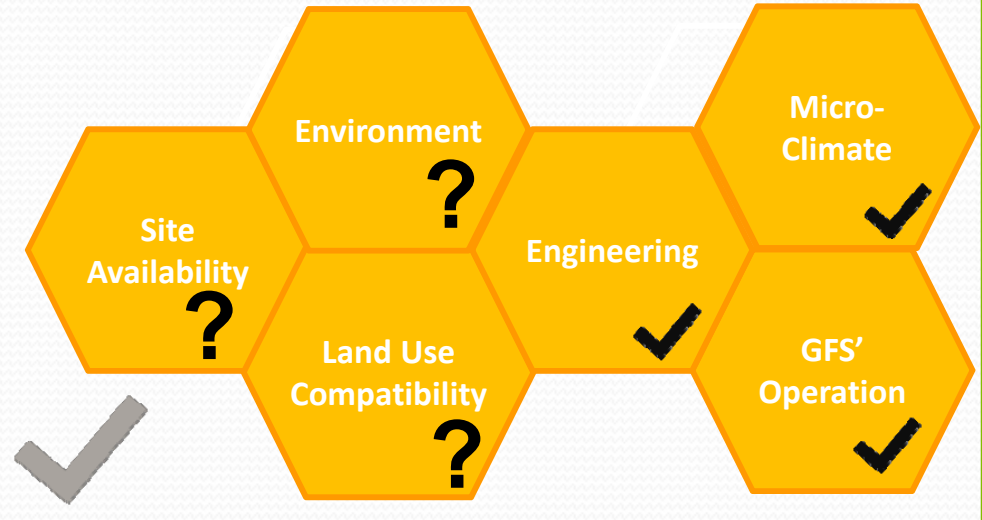 Environment
?
Micro-
Climate
Site
Availability
?
Engineering
Land Use
Compatibility
?
GFS’
Operation